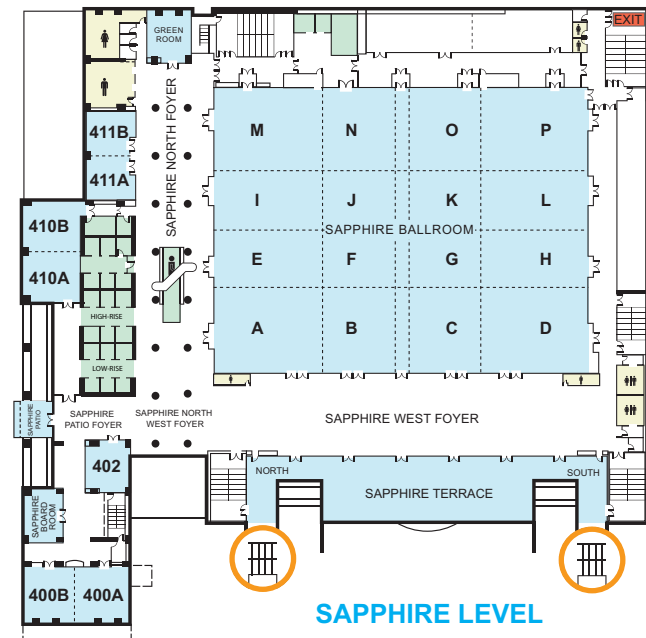 EXIT
GREEN
ROOM
SAPPHIRE NORTH FOYER
411B
411A
M
N
O
P
I
J
K
L
SAPPHIRE BALLROOM
410B
410A
E
F
G
H
HIGH-RISE
LOW-RISE
A
B
C
D
SAPPHIRE
PATIO
SAPPHIRE
PATIO FOYER
SAPPHIRE NORTH
WEST FOYER
SAPPHIRE WEST FOYER
402
NORTH
SOUTH
SAPPHIRE TERRACE
SAPPHIRE
BOARD
ROOM
400B
400A
SAPPHIRE LEVEL